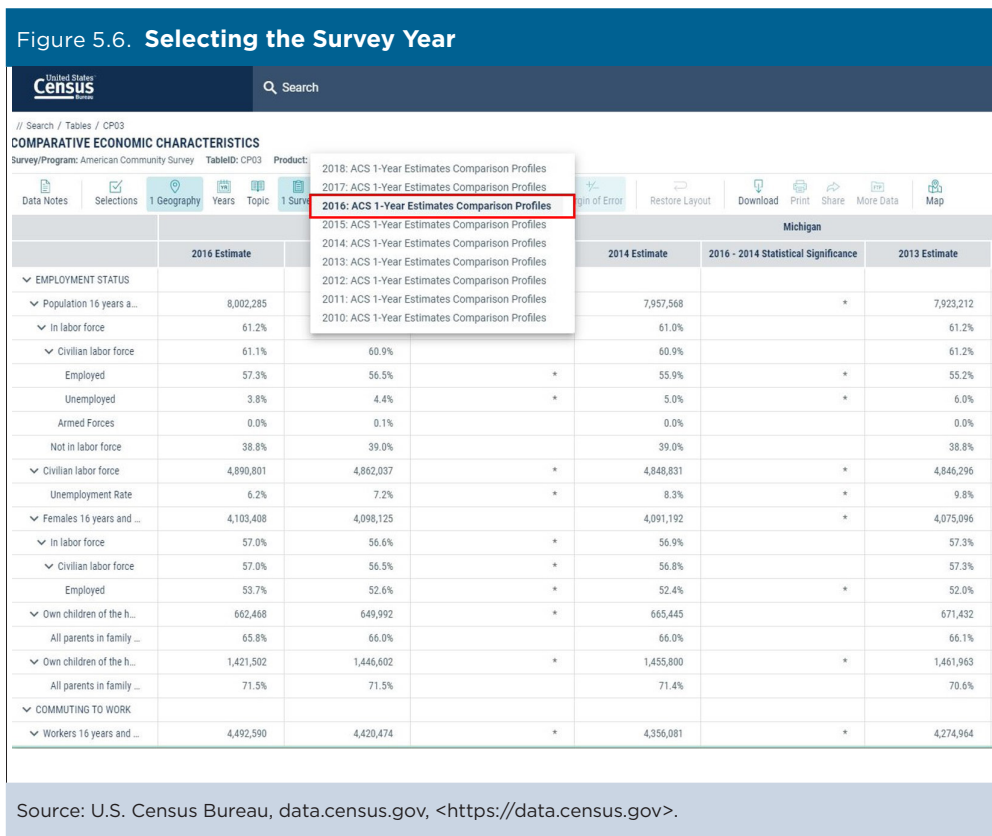 Figure 5.6. Selecting the Survey Year
United States
Census
Bureau
Search
// Search / Tables / CP03
COMPARATIVE ECONOMIC CHARACTERISTICS
Survey/Program: American Community Survey TableID: CP03 Product:
2018: ACS 1-Year Estimates Comparison Profiles
2017: ACS 1-Year Estimates Comparison Profiles
2016: ACS 1-Year Estimates Comparison Profiles
2015: ACS 1-Year Estimates Comparison Profiles
2014: ACS 1-Year Estimates Comparison Profiles
2013: ACS 1-Year Estimates Comparison Profiles
2012: ACS 1-Year Estimates Comparison Profiles
2011: ACS 1-Year Estimates Comparison Profiles
2010: ACS 1-Year Estimates Comparison Profiles
Data Notes Selections 1 Geography Years Topic 1 Surve gin of Error Restore Layout Download Print Share More Data Map
Michigan
2016 Estimate 2014 Estimate 2016 - 2014 Statistical Significance 2013 Estimate
EMPLOYMENT STATUS
Population 16 years a... 8,002,285 7,957,568 * 7,923,212
In labor force 61.2% 61.0% 61.2%
Civilian labor force 61.1% 60.9% 60.9% 61.2%
Employed 57.3% 56.5% * 55.9% * 55.2%
Unemployed 3.8% 4.4% * 5.0% * 6.0%
Armed Forces 0.0% 0.1% 0.0% 0.0%
Not in labor force 38.8% 39.0% 39.0% 38.8%
Civilian labor force 4,890,801 4,862,037 * 4,848,831 * 4,846,296
Unemployment Rate 6.2% 7.2% * 8.3% * 9.8%
Females 16 years and ... 4,103,408 4,098,125 * 4,091,192 * 4,075,096
In labor force 57.0% 56.6% * 56.9% 57.3%
Civilian labor force 57.0% 56.5% * 56.8% 57.3%
Employed 53.7% 52.6% * 52.4% * 52.0%
Own children of the h... 662,468 649,992 * 665,445 671,432
All parents in family ... 65.8% 66.0% 66.0% 66.1%
Own children of the h... 1,421,502 1,446,602 * 1,455,800 * 1,461,963
All parents in family ... 71.5% 71.5% 71.4% 70.6%
COMMUTING TO WORK
Workers 16 years and ... 4,492,590 4,420,474 * 4,356,081 * 4,274,964
Source: U.S. Census Bureau, data.census.gov, <https://data.census.gov>.